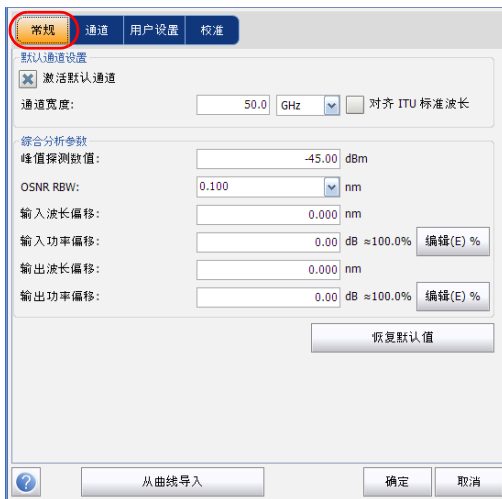 常规 通道 用户设置 校准
默认通道设置
激活默认通道
通道宽度: 50.0 GHz 对齐 ITU 标准波长
综合分析参数
峰值探测数值: -45.00 dBm
OSNR RBW: 0.100 nm
输入波长偏移: 0.000 nm
输入功率偏移: 0.00 dB ≈100.0% 编辑(E) %
输出波长偏移: 0.000 nm
输出功率偏移: 0.00 dB ≈100.0% 编辑(E) %
恢复默认值
? 从曲线导入 确定 取消